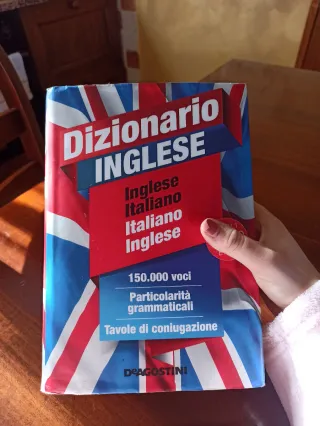 Dizionario
INGLESE
Inglese
Italiano
Italiano
Inglese
150.000 voci
Particolarità
grammaticali
Tavole di coniugazione
DEAGOSTINI